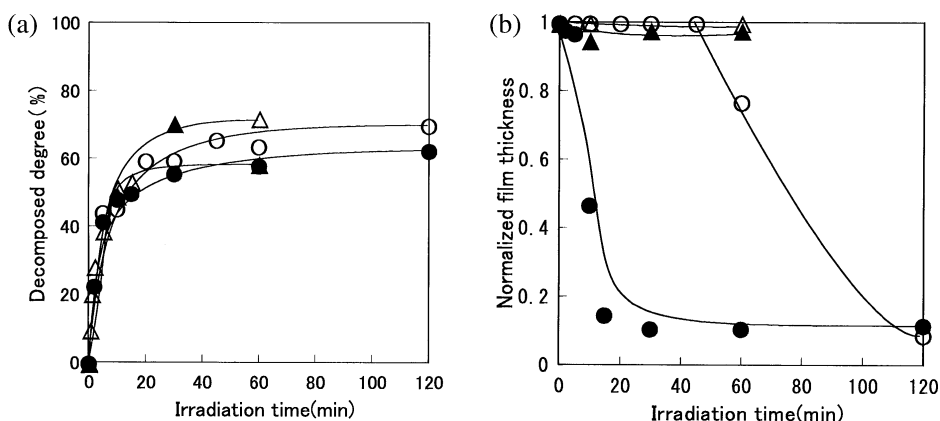 (a)
Decomposed degree(%)
100
80
60
40
20
0
0 20 40 60 80 100 120
Irradiation time(min)
(b)
Normalized film thickness
1
0.8
0.6
0.4
0.2
0
0 20 40 60 80 100 120
Irradiation time(min)